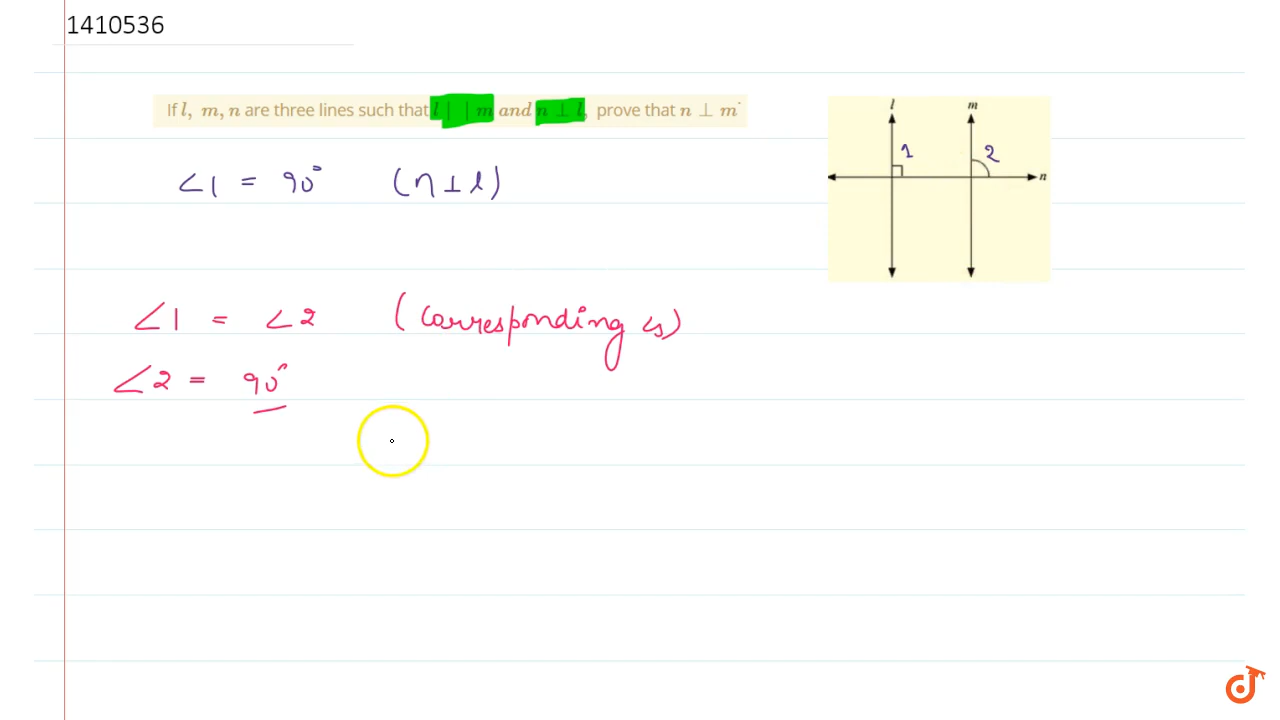 1410536
If l, m, n are three lines such that l | | m and n ⊥ l, prove that n ⊥ m
l m
1 2
n
∠1 = 90° (n ⊥ l)
∠1 = ∠2 (Corresponding ∠s)
∠2 = 90°